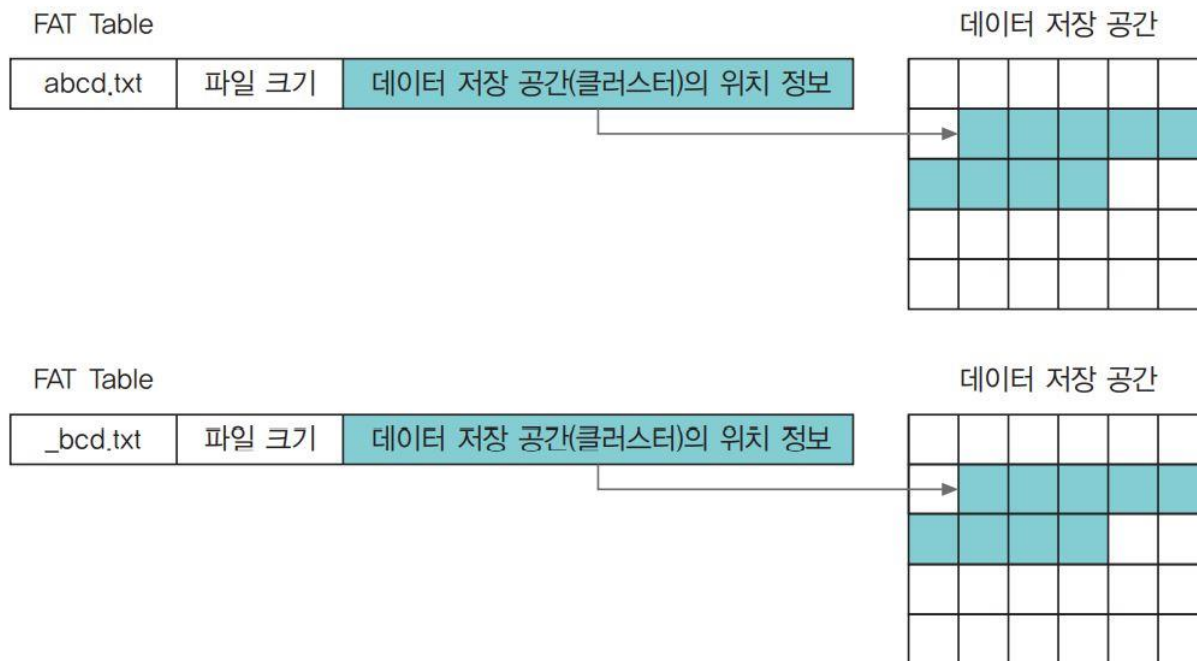 FAT Table 데이터 저장 공간
abcd.txt 파일 크기 데이터 저장 공간(클러스터)의 위치 정보
FAT Table 데이터 저장 공간
_bcd.txt 파일 크기 데이터 저장 공간(클러스터)의 위치 정보